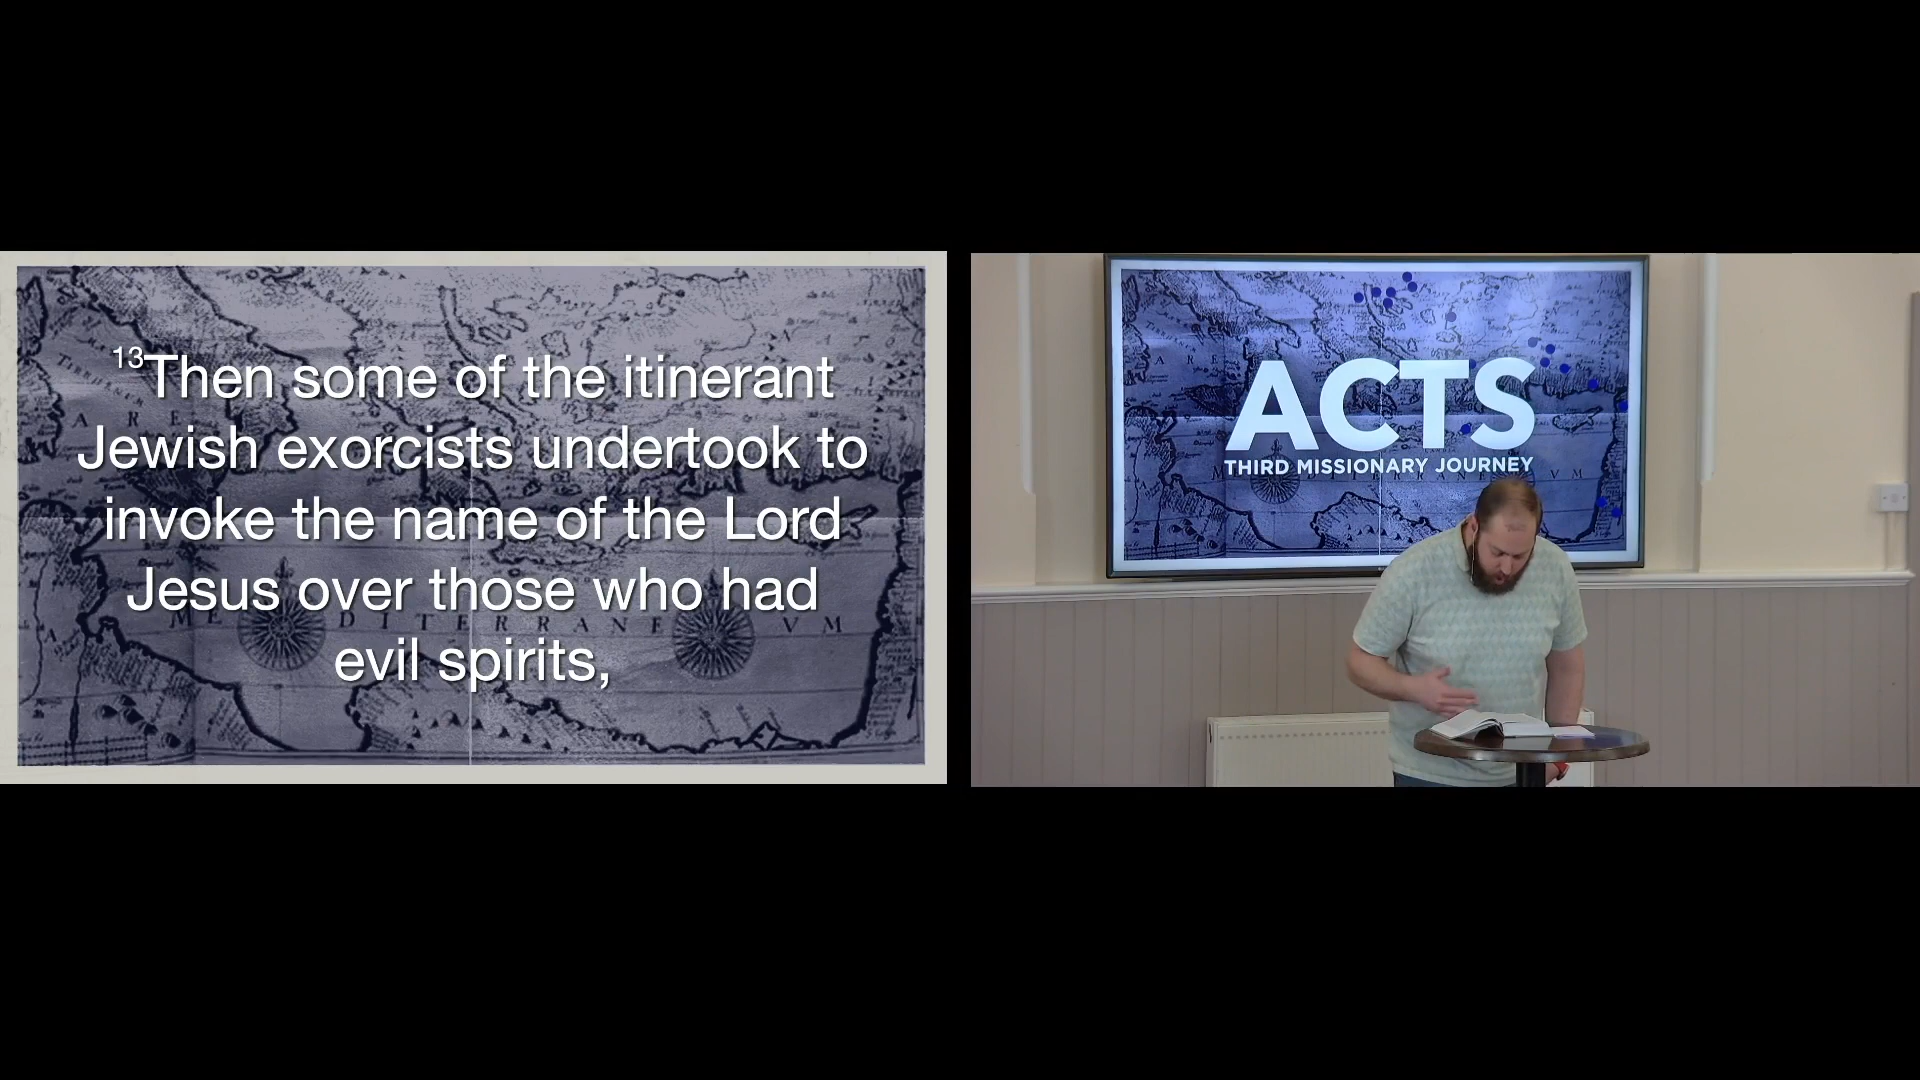 13Then some of the itinerant
Jewish exorcists undertook to
invoke the name of the Lord
Jesus over those who had
evil spirits,
A R E
A
M E D I T E R R A N E V M
ACTS
THIRD MISSIONARY JOURNEY